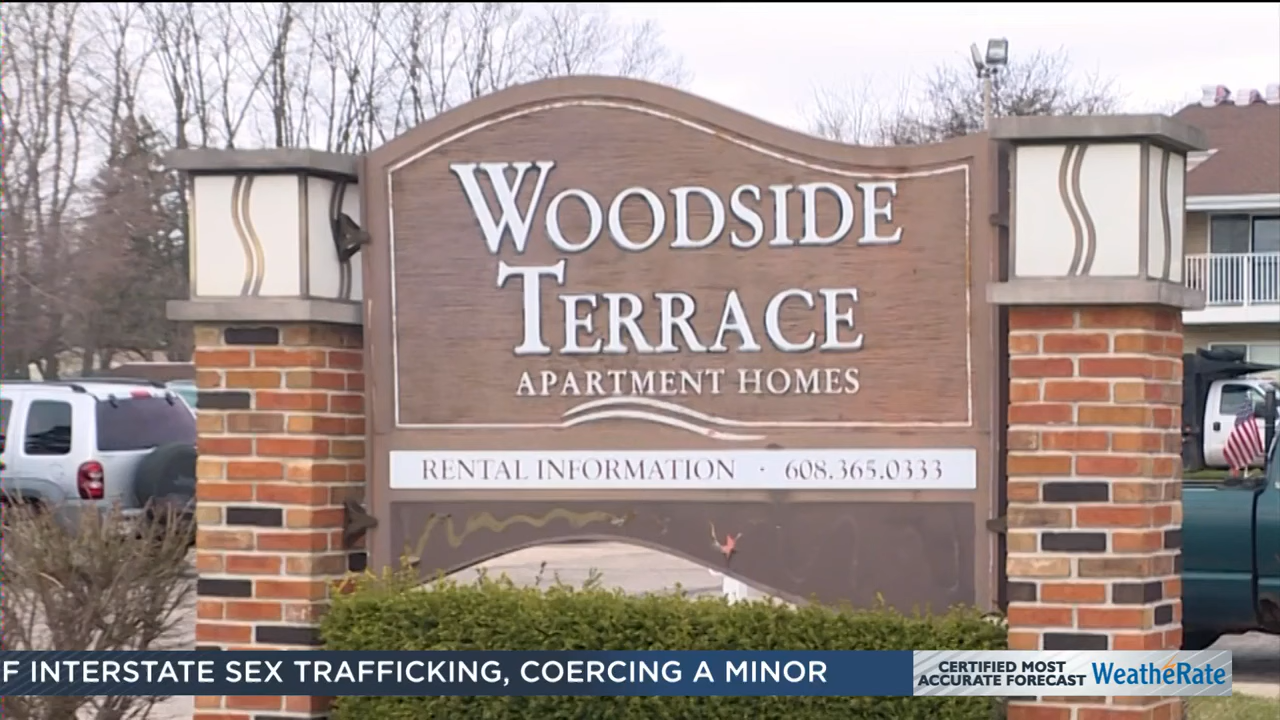 WOODSIDE
TERRACE
APARTMENT HOMES
RENTAL INFORMATION · 608.365.0333
F INTERSTATE SEX TRAFFICKING, COERCING A MINOR
CERTIFIED MOST
ACCURATE FORECAST WeatheRate